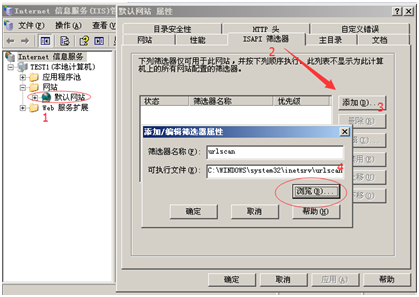 Internet 信息服务(IIS)管
文件(F) 操作(A) 查看(V)
Internet 信息服务
TEST1(本地计算机)
应用程序池
网站
默认网站
Web 服务扩展
1
默认网站 属性
目录安全性 HTTP 头 自定义错误
网站 性能 ISAPI 筛选器 主目录 文档
2
下列筛选器仅可用于此网站,并按下列顺序执行。此列表不显示为此计算机上的所有网站配置的筛选器。
状态 筛选器名称 优先级
添加(D)...
3
添加/编辑筛选器属性
筛选器名称(F): urlscan
可执行文件(E): C:\WINDOWS\system32\inetsrv\urlscan
4
浏览(B)...
确定 取消 帮助(H)
确定 取消 应用(A) 帮助